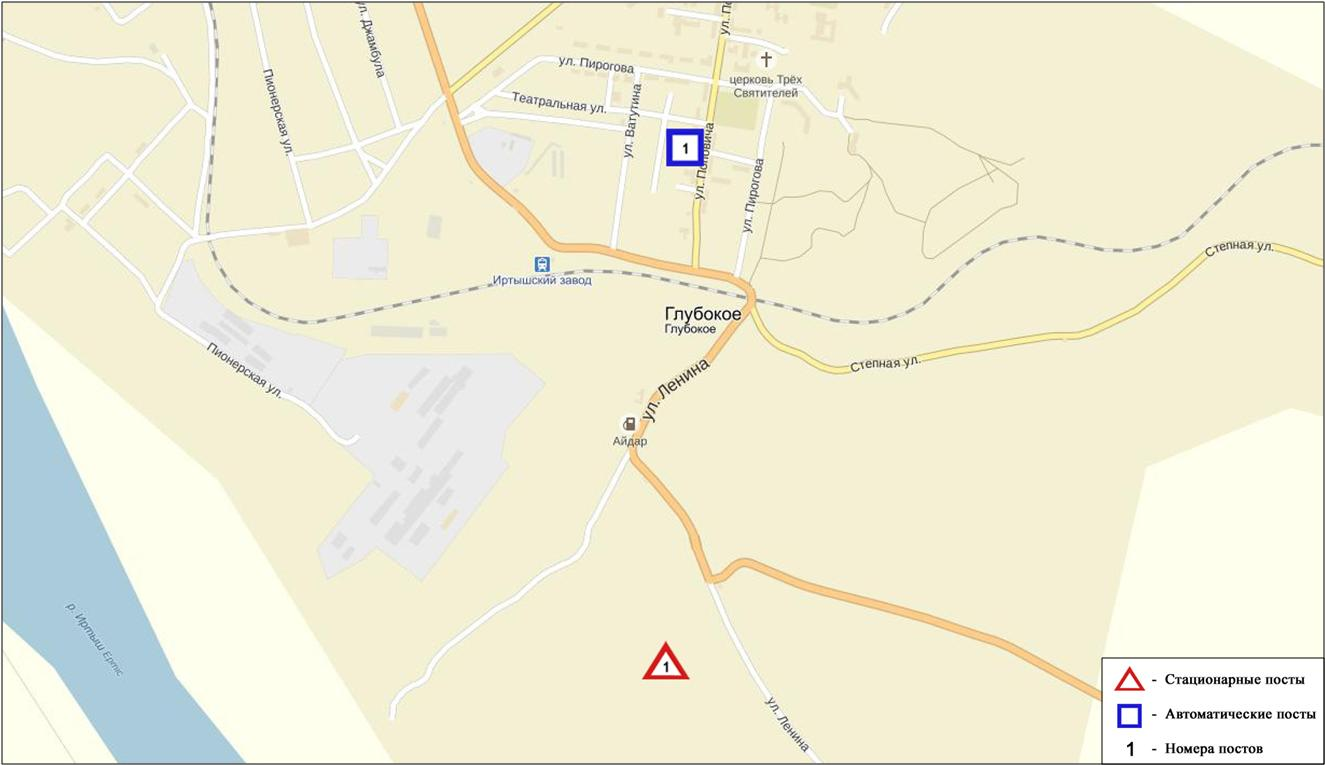 ул. П
ул. Джамбула
ул. Пирогова
Пионерская ул.
церковь Трёх
Святителей
Театральная ул.
ул. Ватутина
1
ул. Поповича
ул. Пирогова
Степная ул.
Иртышский завод
Глубокое
Глубокое
Пионерская ул.
Степная ул.
ул. Ленина
Айдар
р. Иртыш Ертiс
1
ул. Ленина
- Стационарные посты
- Автоматические посты
1 - Номера постов